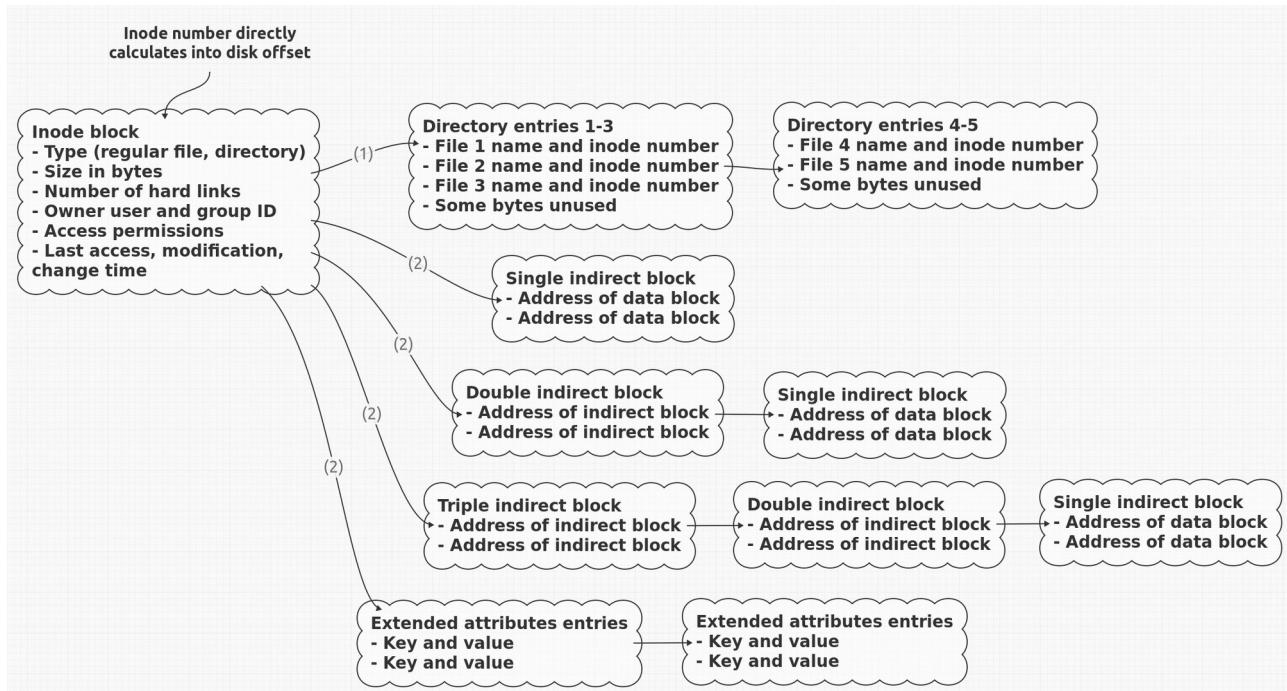 Inode number directly
calculates into disk offset
Inode block
- Type (regular file, directory)
- Size in bytes
- Number of hard links
- Owner user and group ID
- Access permissions
- Last access, modification,
change time
(1)
Directory entries 1-3
- File 1 name and inode number
- File 2 name and inode number
- File 3 name and inode number
- Some bytes unused
Directory entries 4-5
- File 4 name and inode number
- File 5 name and inode number
- Some bytes unused
(2)
Single indirect block
- Address of data block
- Address of data block
(2)
Double indirect block
- Address of indirect block
- Address of indirect block
Single indirect block
- Address of data block
- Address of data block
(2)
Triple indirect block
- Address of indirect block
- Address of indirect block
Double indirect block
- Address of indirect block
- Address of indirect block
Single indirect block
- Address of data block
- Address of data block
(2)
Extended attributes entries
- Key and value
- Key and value
Extended attributes entries
- Key and value
- Key and value